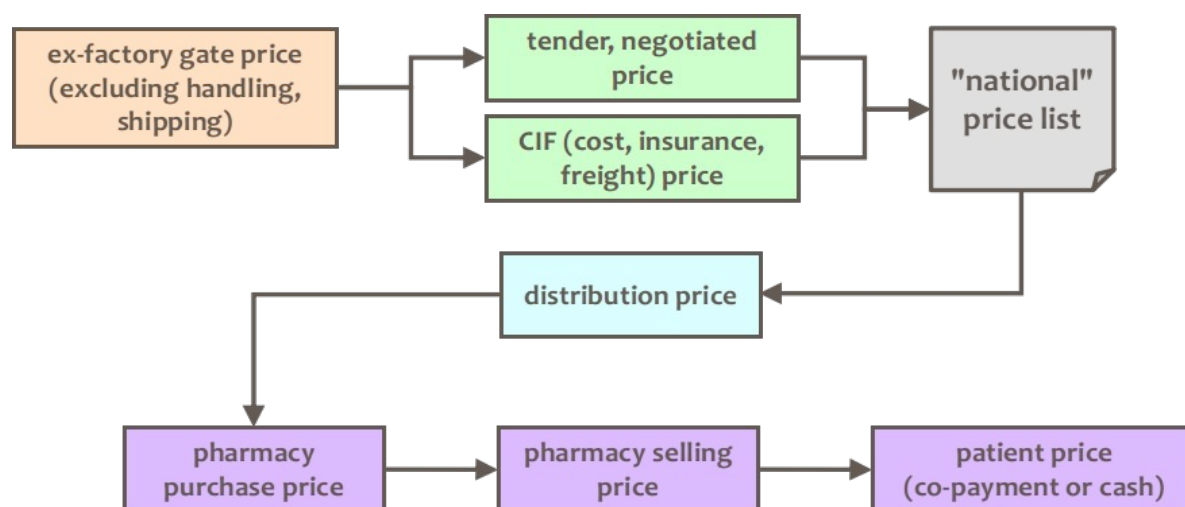 ex-factory gate price
(excluding handling,
shipping)
tender, negotiated
price
CIF (cost, insurance,
freight) price
"national"
price list
distribution price
pharmacy
purchase price
pharmacy selling
price
patient price
(co-payment or cash)